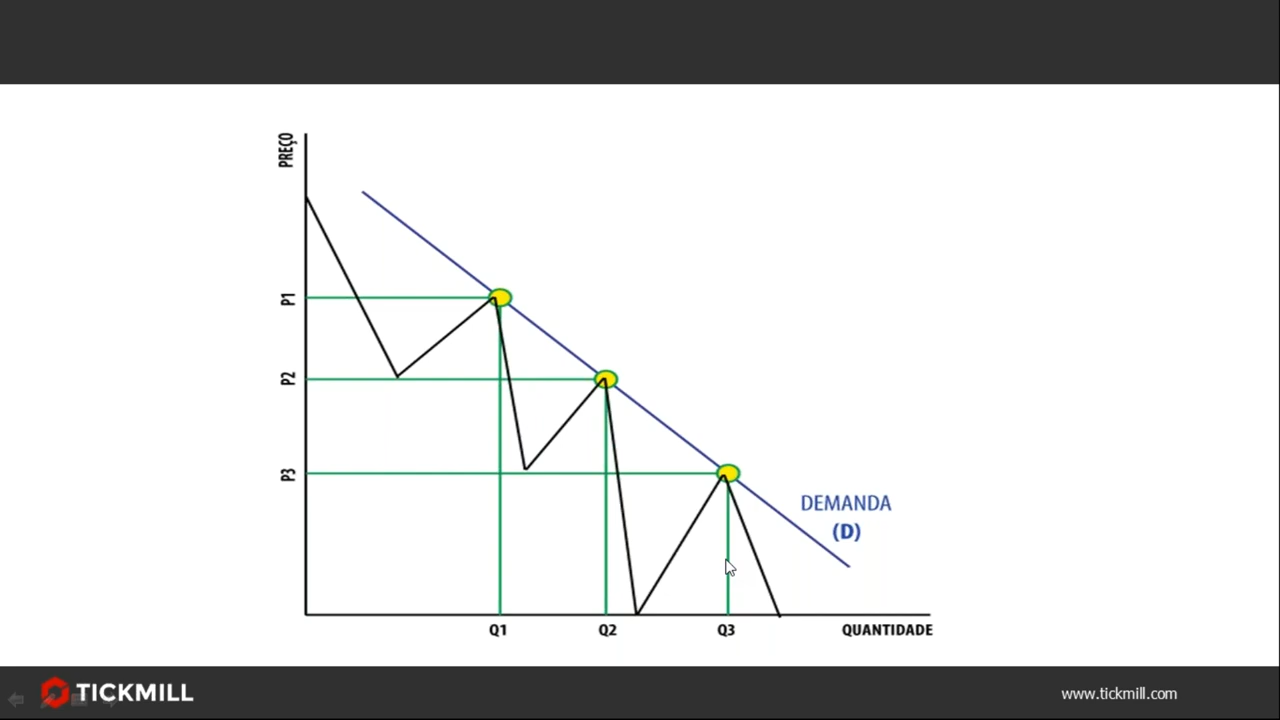 PREÇO
P1
P2
P3
DEMANDA
(D)
Q1
Q2
Q3
QUANTIDADE
TICKMILL
www.tickmill.com